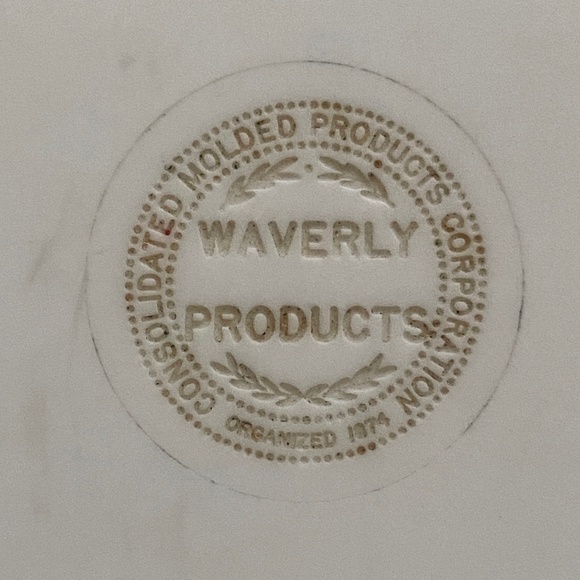 CONSOLIDATED MOLDED PRODUCTS CORPORATION
WAVERLY
PRODUCTS
ORGANIZED 1874